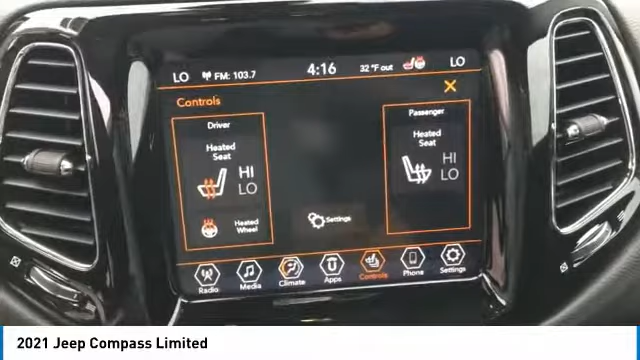 LO FM: 103.7 4:16 32 °F out LO
Controls
Driver
Heated
Seat
HI
LO
Heated
Wheel
Settings
Passenger
Heated
Seat
HI
LO
Radio Media Climate Apps Controls Phone Settings
2021 Jeep Compass Limited